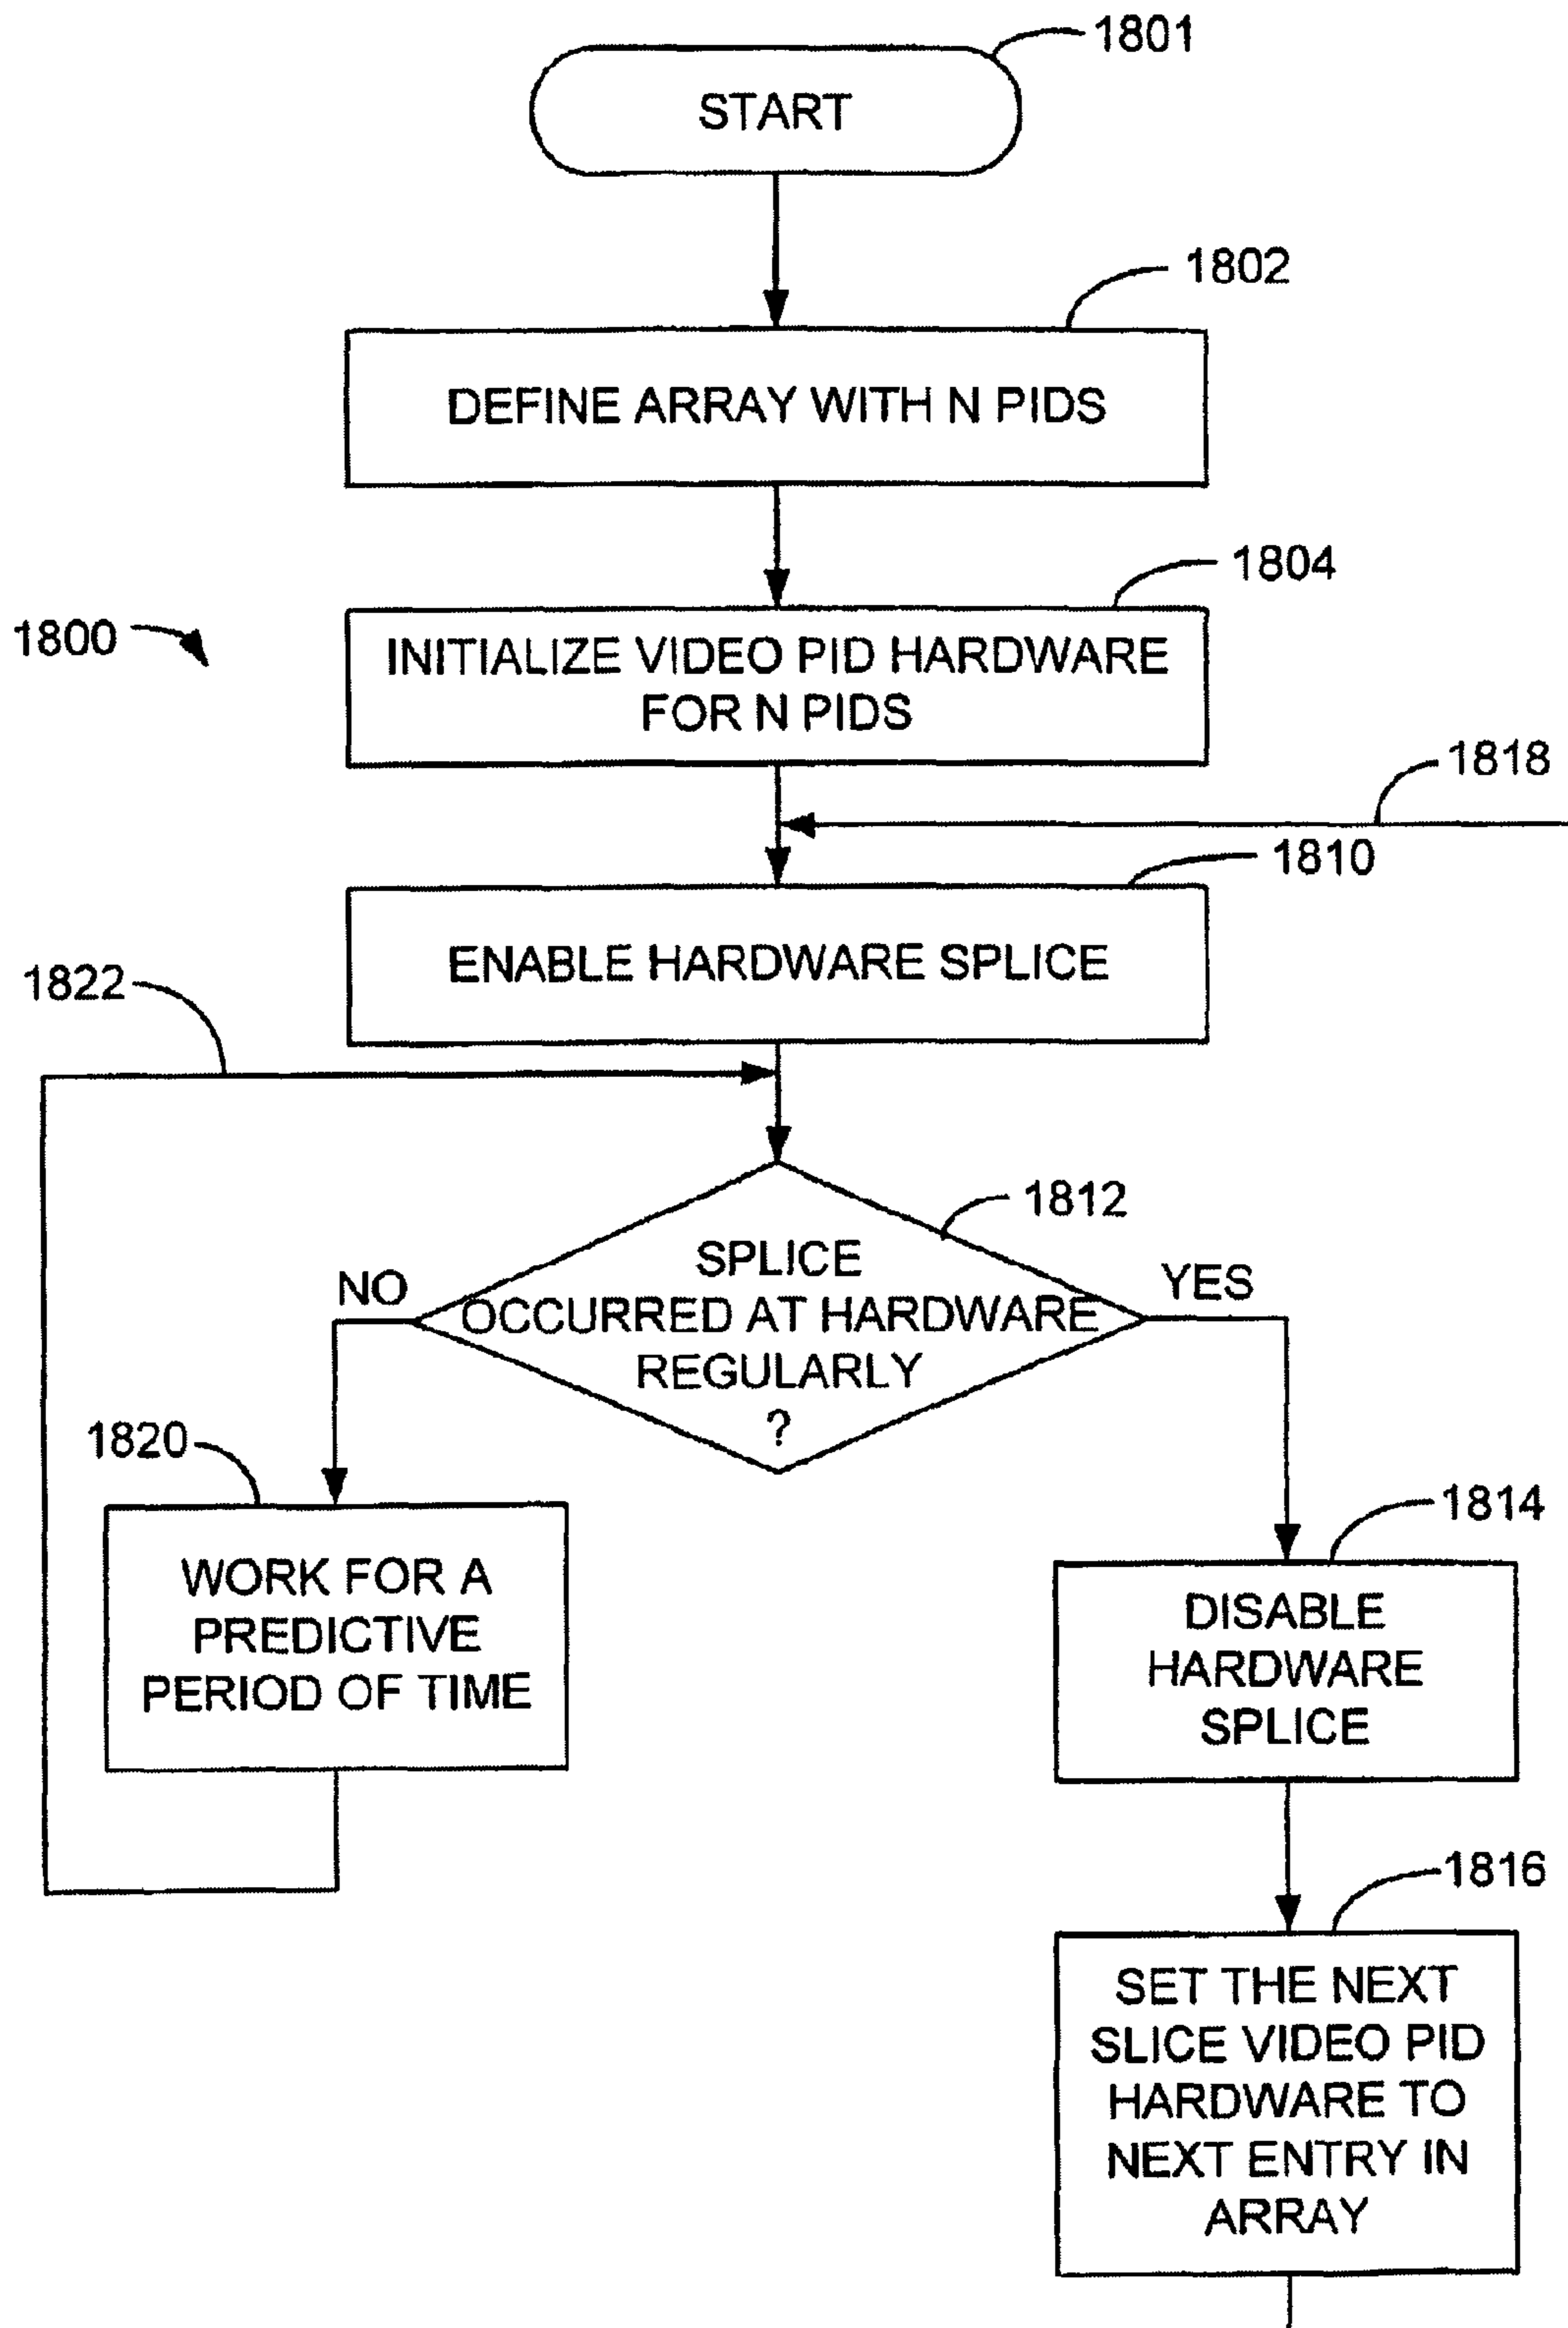 1801
START
1802
DEFINE ARRAY WITH N PIDS
1804
1800
INITIALIZE VIDEO PID HARDWARE
FOR N PIDS
1818
1810
ENABLE HARDWARE SPLICE
1822
1812
SPLICE
NO
YES
OCCURRED AT HARDWARE
REGULARLY
?
1820
WORK FOR A
PREDICTIVE
PERIOD OF TIME
1814
DISABLE
HARDWARE
SPLICE
1816
SET THE NEXT
SLICE VIDEO PID
HARDWARE TO
NEXT ENTRY IN
ARRAY